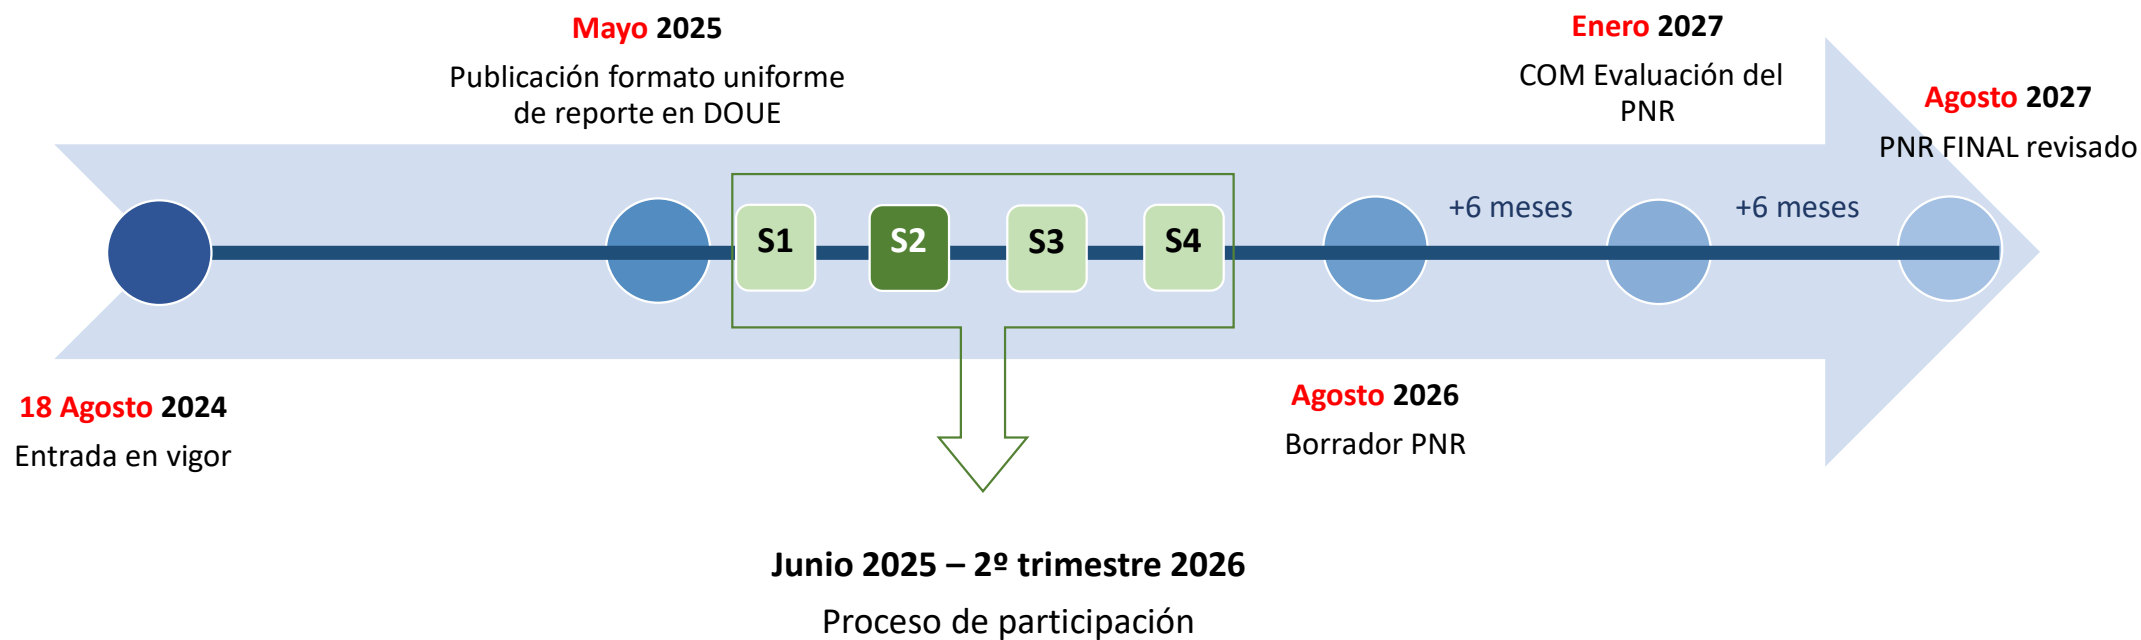 Mayo 2025
Publicación formato uniforme
de reporte en DOUE
Enero 2027
COM Evaluación del
PNR
Agosto 2027
PNR FINAL revisado
S1
S2
S3
S4
+6 meses
+6 meses
18 Agosto 2024
Entrada en vigor
Agosto 2026
Borrador PNR
Junio 2025 – 2º trimestre 2026
Proceso de participación